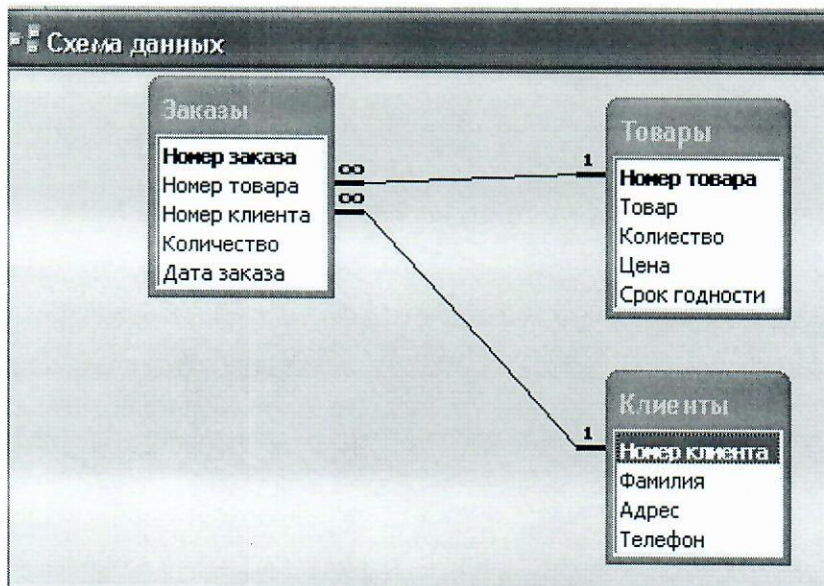 Схема данных
Заказы
Номер заказа
Номер товара
Номер клиента
Количество
Дата заказа
∞
∞
1
Товары
Номер товара
Товар
Колиество
Цена
Срок годности
1
Клиенты
Номер клиента
Фамилия
Адрес
Телефон